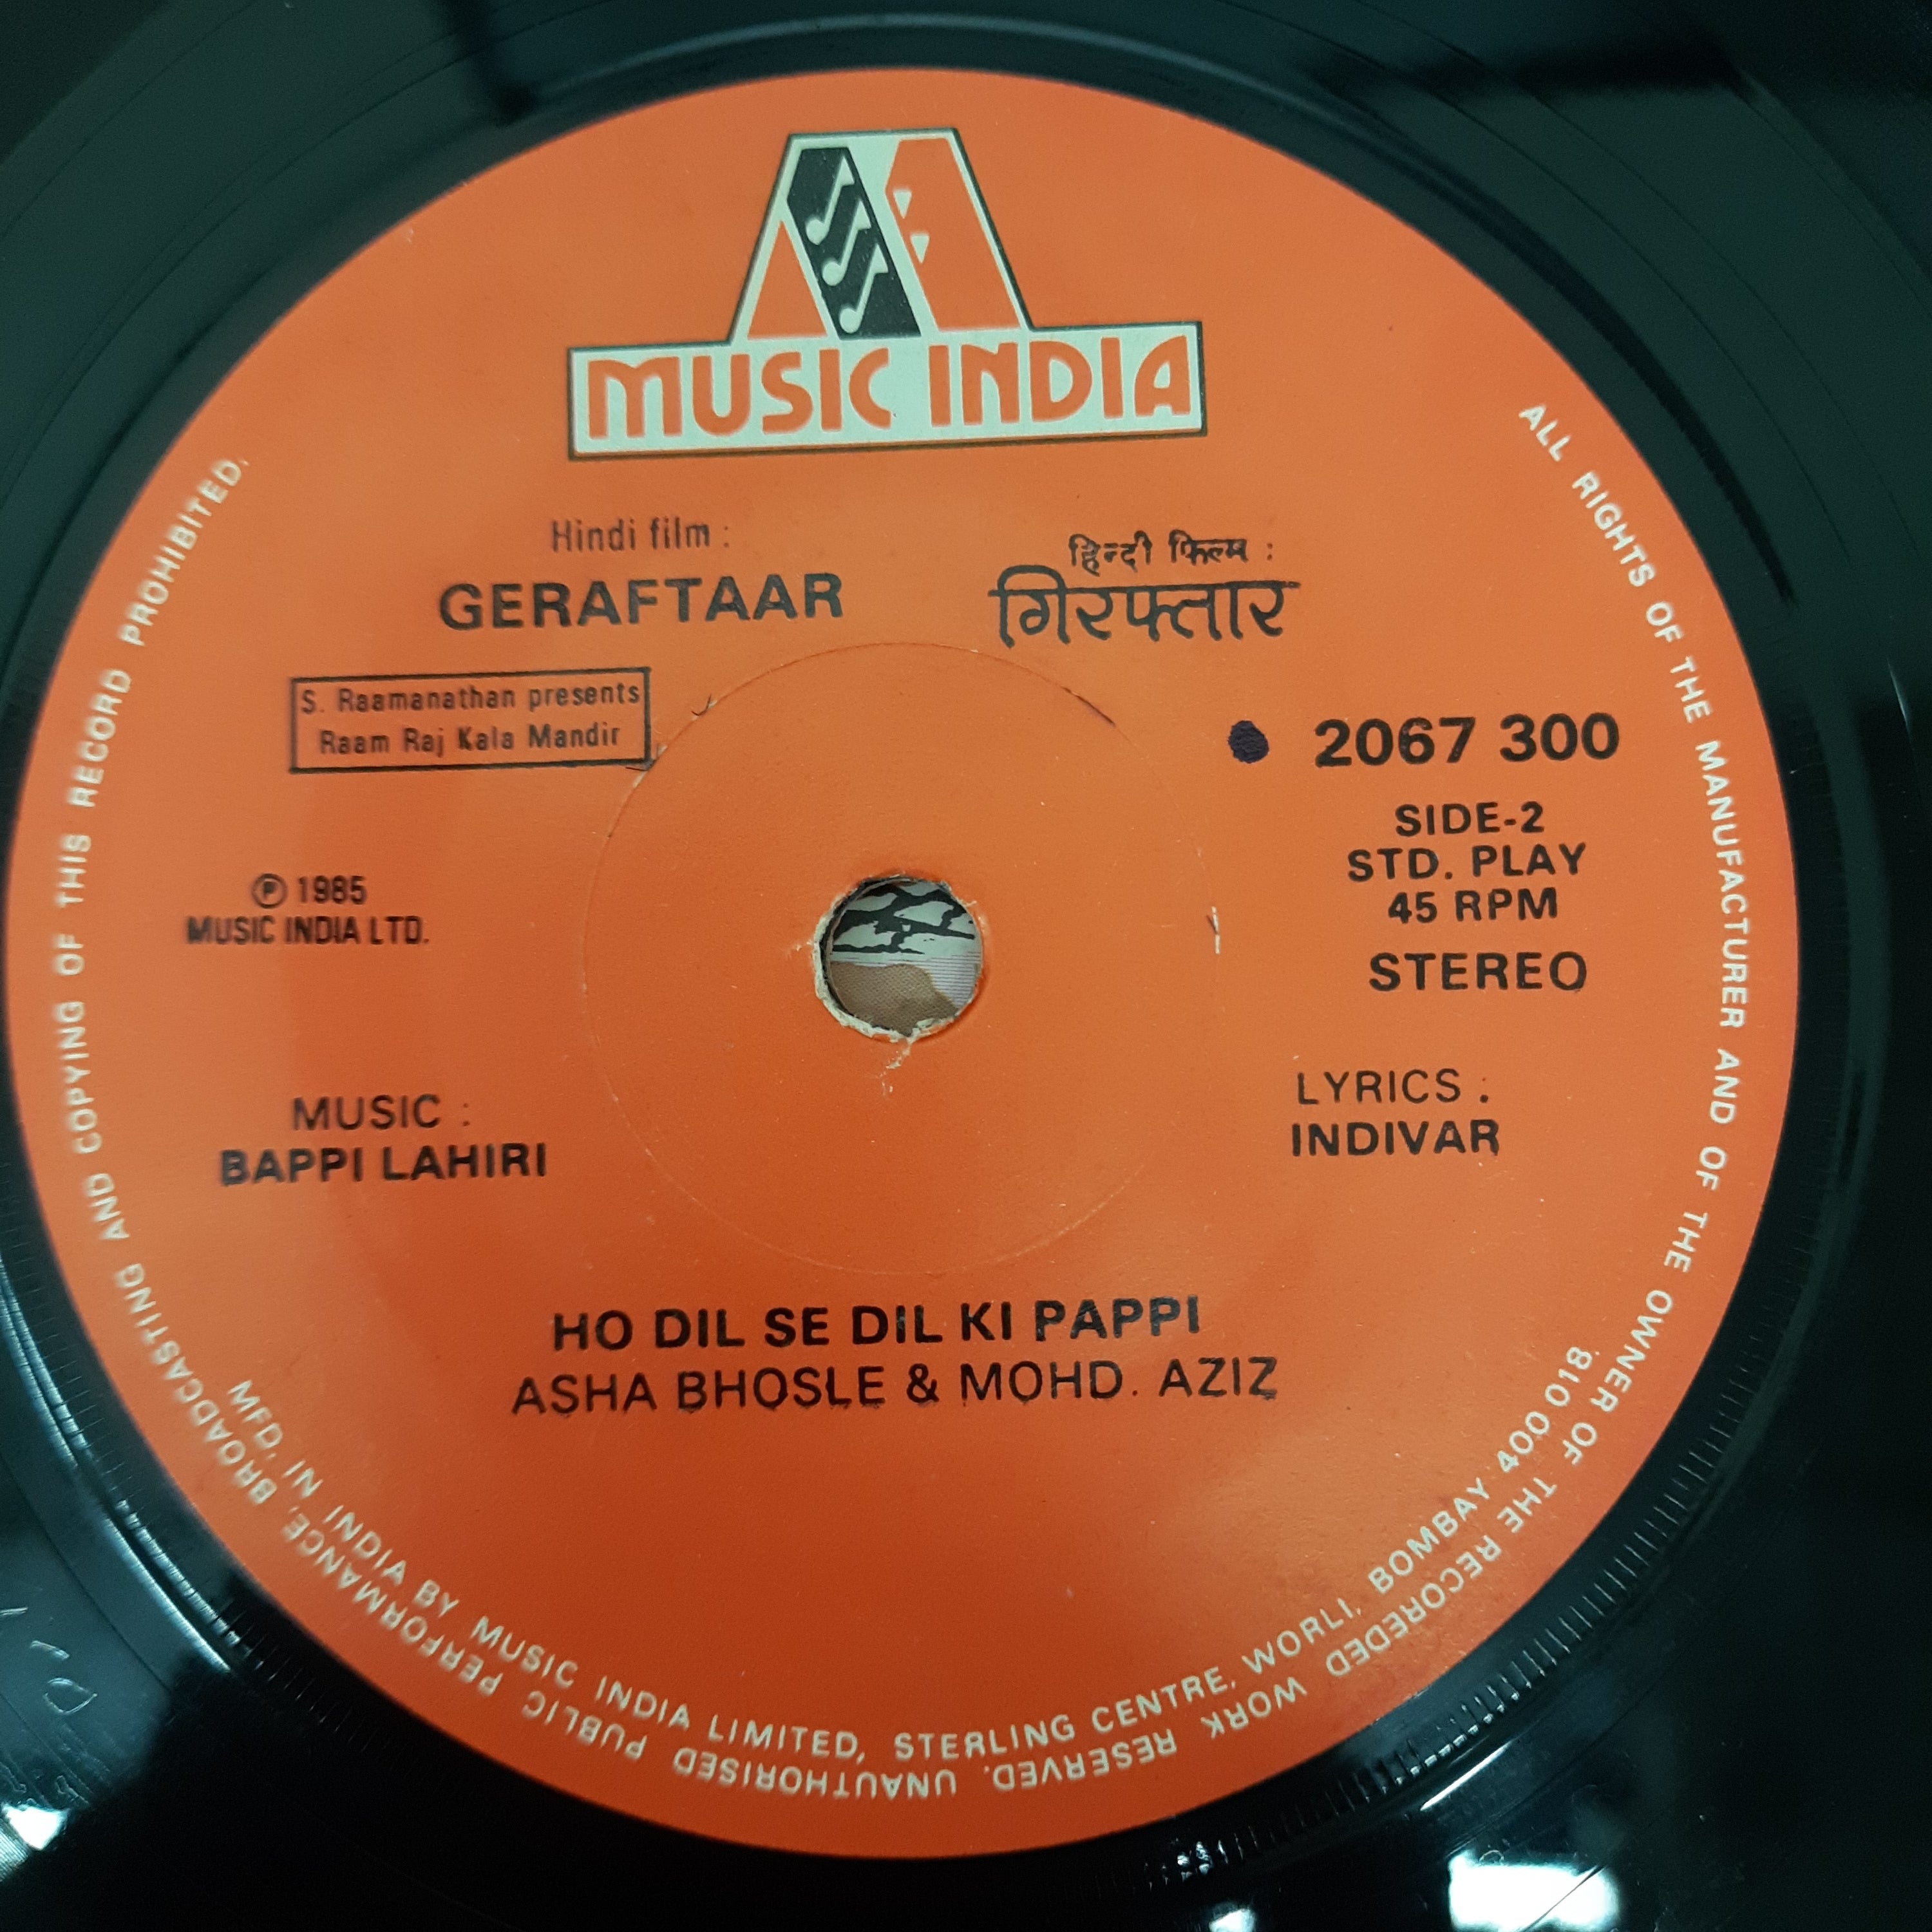 MUSIC INDIA
Hindi film :
GERAFTAAR
हिन्दी फिल्म :
गिरफ्तार
S. Raamanathan presents
Raam Raj Kala Mandir
2067 300
SIDE-2
STD. PLAY
45 RPM
STEREO
℗ 1985
MUSIC INDIA LTD.
MUSIC :
BAPPI LAHIRI
LYRICS :
INDIVAR
HO DIL SE DIL KI PAPPI
ASHA BHOSLE & MOHD. AZIZ
MFD. IN INDIA BY MUSIC INDIA LIMITED, STERLING CENTRE, WORLI, BOMBAY 400 018.
ALL RIGHTS OF THE MANUFACTURER AND OF THE OWNER OF THE RECOREDED WORK RESERVED. UNAUTHORISED PUBLIC PERFORMANCE, BROADCASTING AND COPYING OF THIS RECORD PROHIBITED.